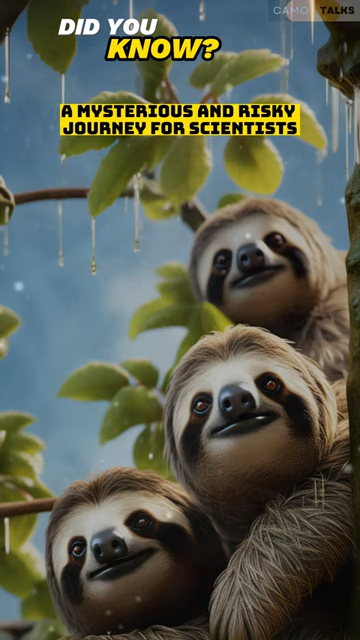 CAMO TALKS
DID YOU
KNOW?
A MYSTERIOUS AND RISKY
JOURNEY FOR SCIENTISTS